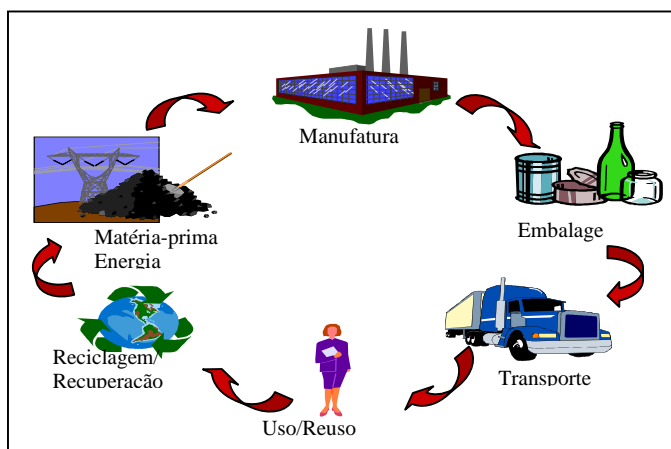 Manufatura
Embalage
Transporte
Uso/Reuso
Reciclagem/
Recuperação
Matéria-prima
Energia